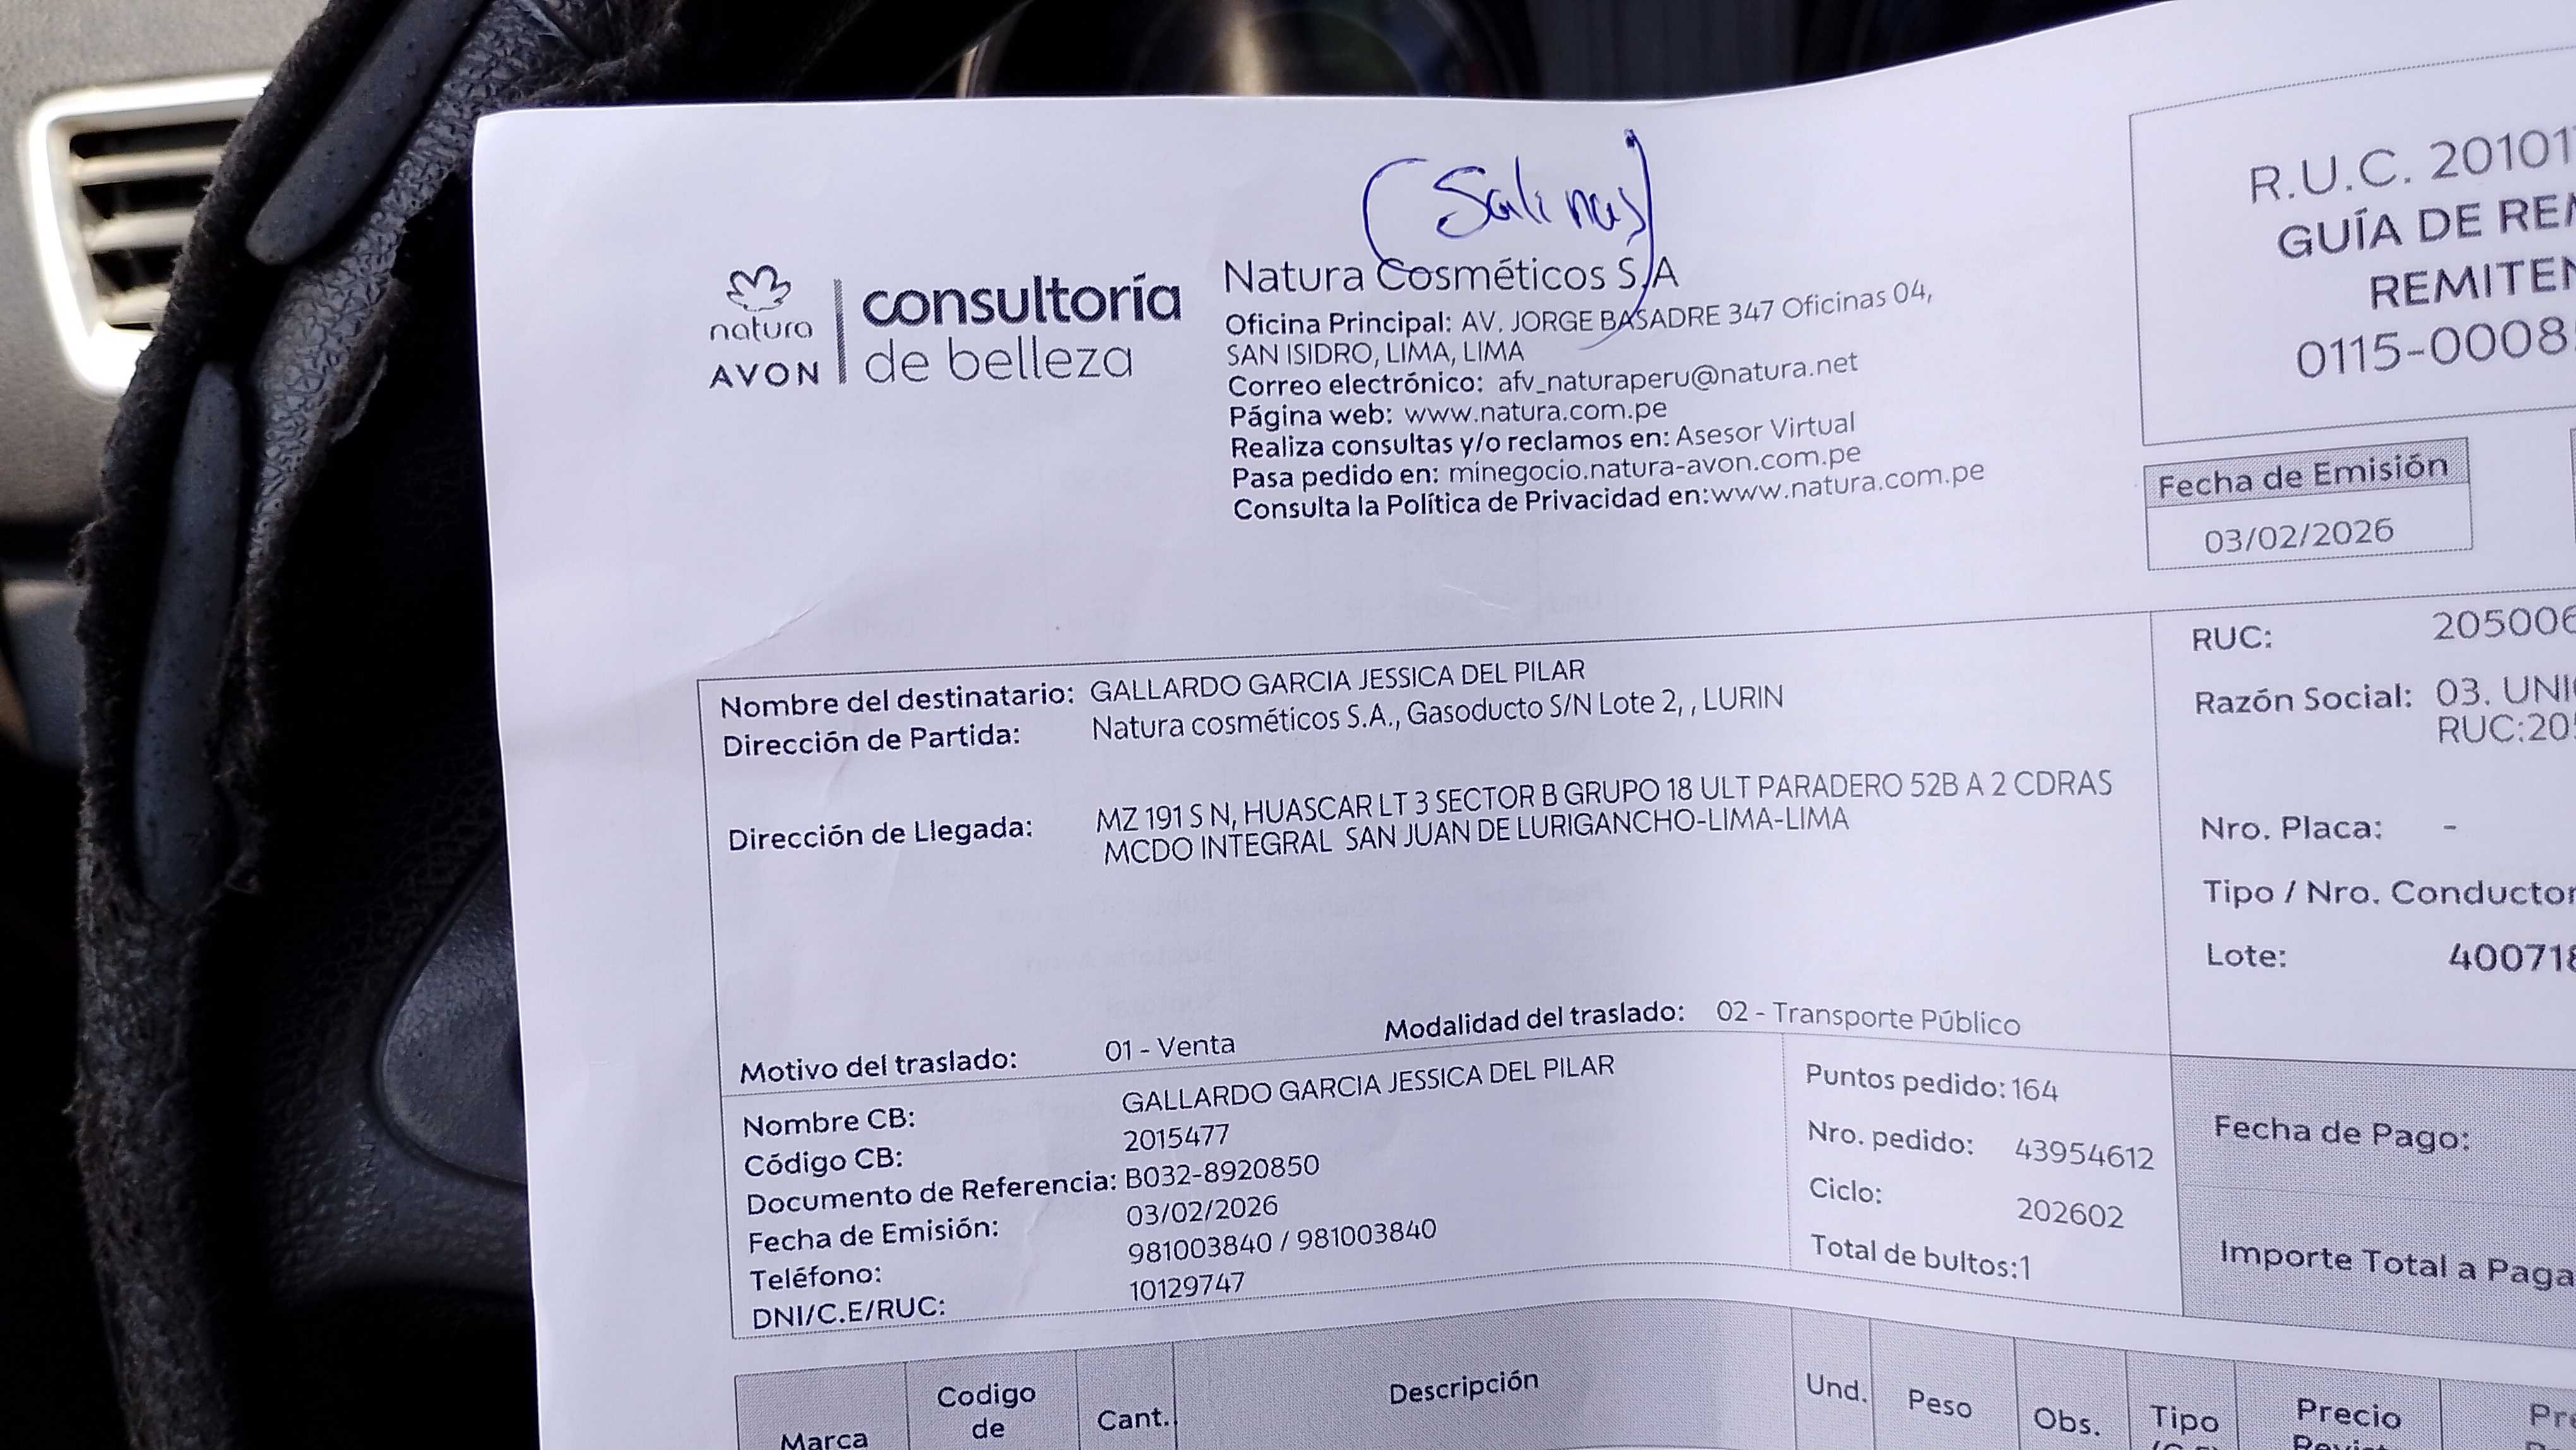 (Salinas)
natura
AVON
consultoría
de belleza
Natura Cosméticos S.A
Oficina Principal: AV. JORGE BASADRE 347 Oficinas 04,
SAN ISIDRO, LIMA, LIMA
Correo electrónico: afv_naturaperu@natura.net
Página web: www.natura.com.pe
Realiza consultas y/o reclamos en: Asesor Virtual
Pasa pedido en: minegocio.natura-avon.com.pe
Consulta la Política de Privacidad en:www.natura.com.pe
R.U.C. 20101
GUÍA DE REM
REMITEN
0115-0008
Fecha de Emisión
03/02/2026
Nombre del destinatario: GALLARDO GARCIA JESSICA DEL PILAR
Dirección de Partida: Natura cosméticos S.A., Gasoducto S/N Lote 2, , LURIN
Dirección de Llegada: MZ 191 S N, HUASCAR LT 3 SECTOR B GRUPO 18 ULT PARADERO 52B A 2 CDRAS
MCDO INTEGRAL SAN JUAN DE LURIGANCHO-LIMA-LIMA
Motivo del traslado: 01 - Venta Modalidad del traslado: 02 - Transporte Público
RUC: 205006
Razón Social: 03. UNI
RUC:20
Nro. Placa: -
Tipo / Nro. Conductor
Lote: 400718
Nombre CB: GALLARDO GARCIA JESSICA DEL PILAR
Código CB: 2015477
Documento de Referencia: B032-8920850
Fecha de Emisión: 03/02/2026
Teléfono: 981003840 / 981003840
DNI/C.E/RUC: 10129747
Puntos pedido: 164
Nro. pedido: 43954612
Ciclo: 202602
Total de bultos:1
Fecha de Pago:
Importe Total a Paga
Marca
Codigo
de
Cant.
Descripción
Und.
Peso
Obs.
Tipo
Precio